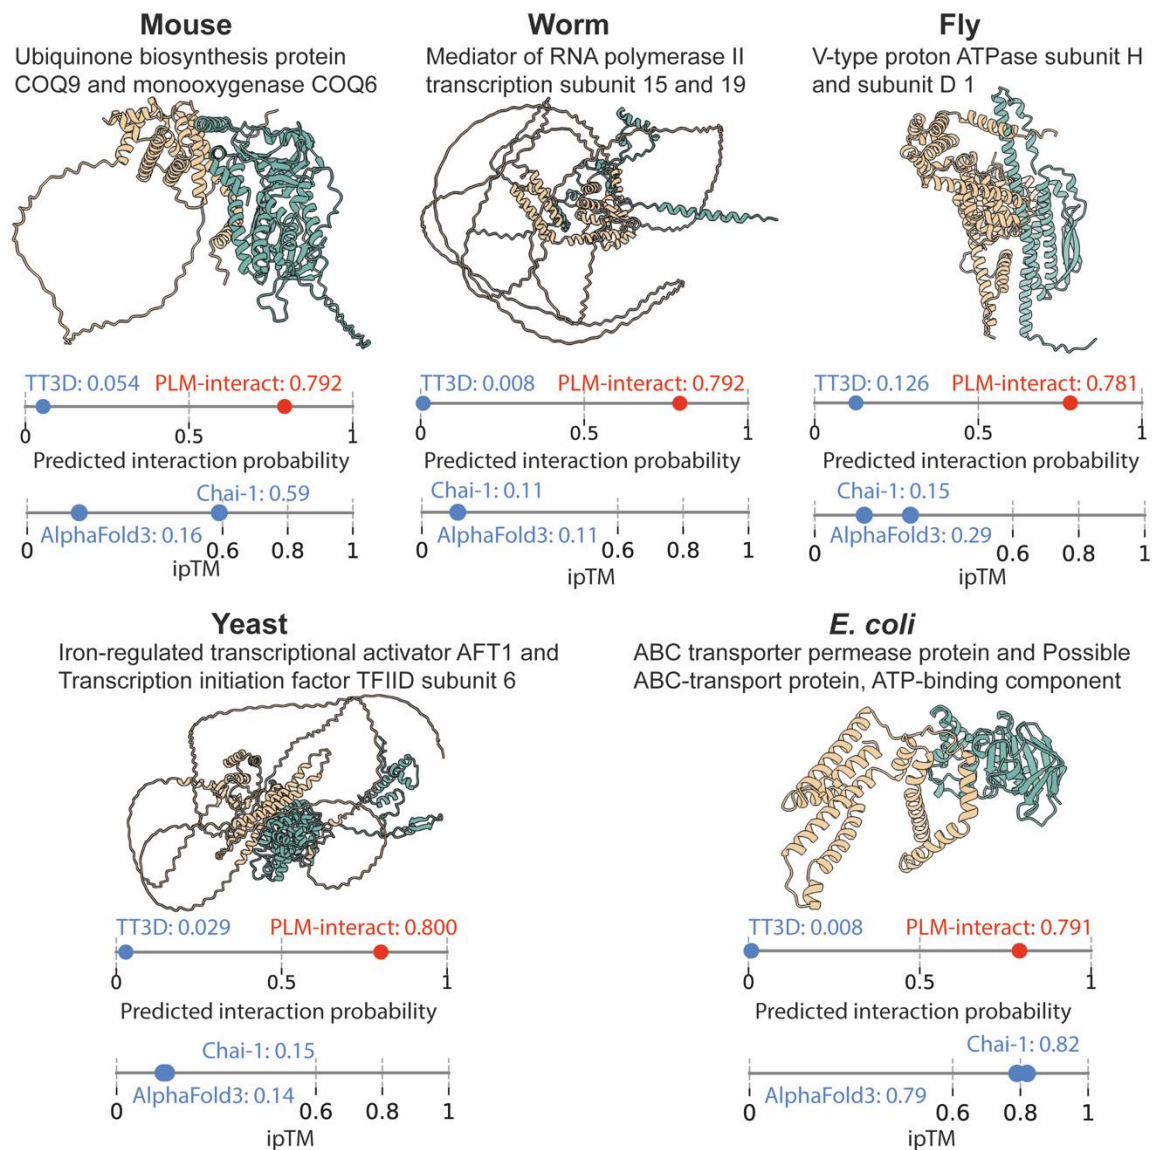 Mouse
Ubiquinone biosynthesis protein
COQ9 and monooxygenase COQ6
TT3D: 0.054 PLM-interact: 0.792
0 0.5 1
Predicted interaction probability
Chai-1: 0.59
AlphaFold3: 0.16
0 0.6 0.8 1
ipTM
Worm
Mediator of RNA polymerase II
transcription subunit 15 and 19
TT3D: 0.008 PLM-interact: 0.792
0 0.5 1
Predicted interaction probability
Chai-1: 0.11
AlphaFold3: 0.11
0 0.6 0.8 1
ipTM
Fly
V-type proton ATPase subunit H
and subunit D 1
TT3D: 0.126 PLM-interact: 0.781
0 0.5 1
Predicted interaction probability
Chai-1: 0.15
AlphaFold3: 0.29
0 0.6 0.8 1
ipTM
Yeast
Iron-regulated transcriptional activator AFT1 and
Transcription initiation factor TFIID subunit 6
TT3D: 0.029 PLM-interact: 0.800
0 0.5 1
Predicted interaction probability
Chai-1: 0.15
AlphaFold3: 0.14
0 0.6 0.8 1
ipTM
E. coli
ABC transporter permease protein and Possible
ABC-transport protein, ATP-binding component
TT3D: 0.008 PLM-interact: 0.791
0 0.5 1
Predicted interaction probability
Chai-1: 0.82
AlphaFold3: 0.79
0 0.6 0.8 1
ipTM